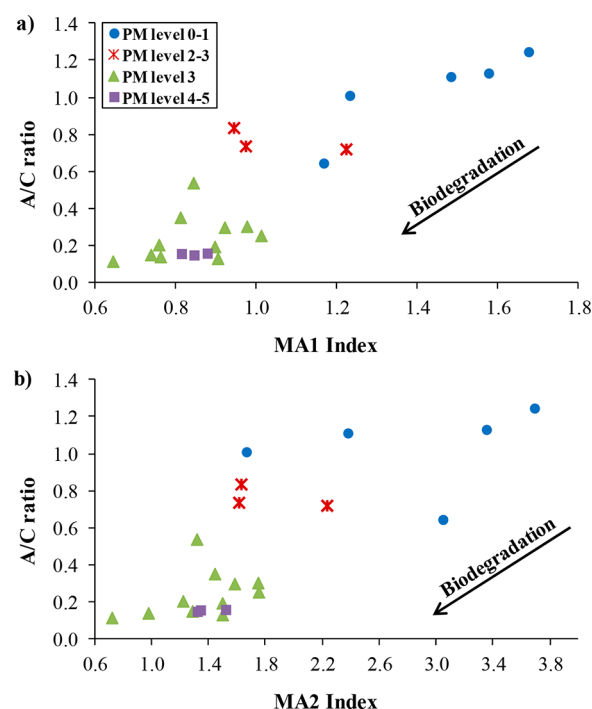 a)
PM level 0-1
PM level 2-3
PM level 3
PM level 4-5
1.4
1.2
1.0
0.8
0.6
0.4
0.2
0.0
A/C ratio
Biodegradation
0.6 0.8 1.0 1.2 1.4 1.6 1.8
MA1 Index
b)
1.4
1.2
1.0
0.8
0.6
0.4
0.2
0.0
A/C ratio
Biodegradation
0.6 1.0 1.4 1.8 2.2 2.6 3.0 3.4 3.8
MA2 Index